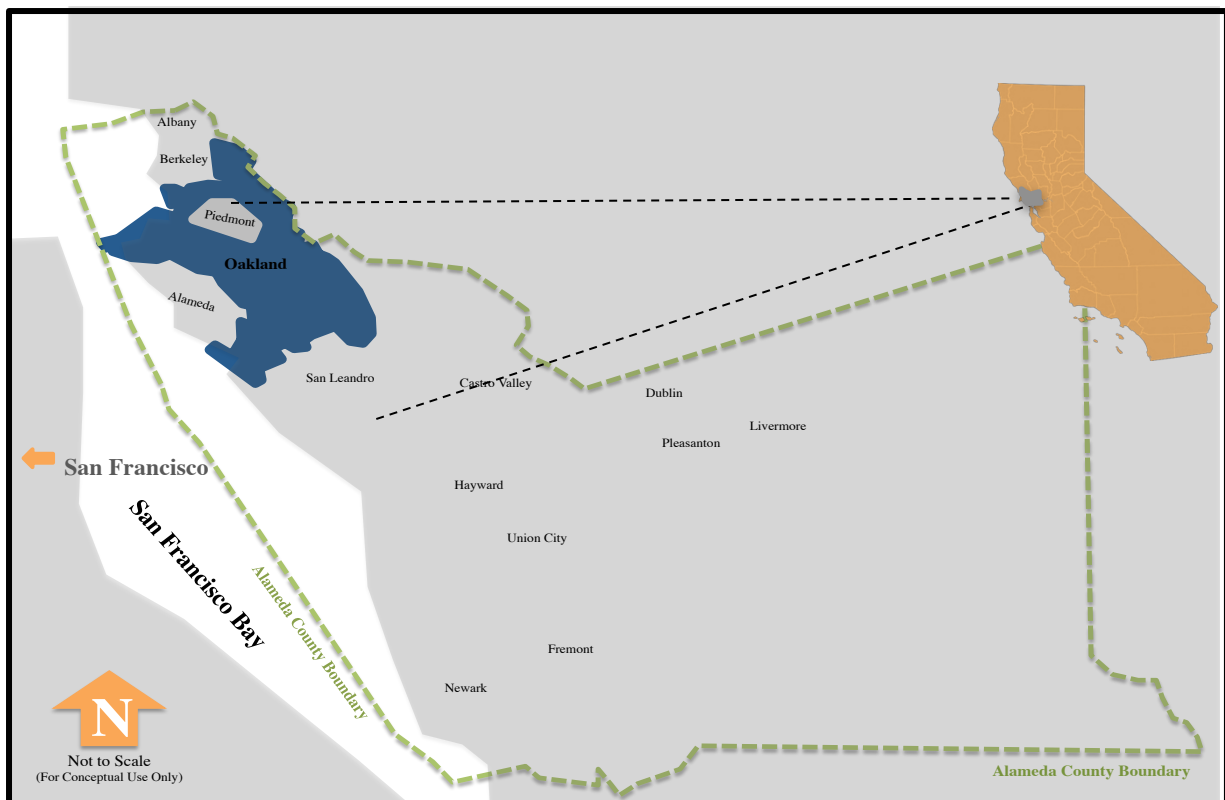 Albany
Berkeley
Piedmont
Oakland
Alameda
San Leandro
Castro Valley
Dublin
Livermore
Pleasanton
San Francisco
Hayward
San Francisco Bay
Union City
Alameda County Boundary
Fremont
Newark
N
Not to Scale
(For Conceptual Use Only)
Alameda County Boundary